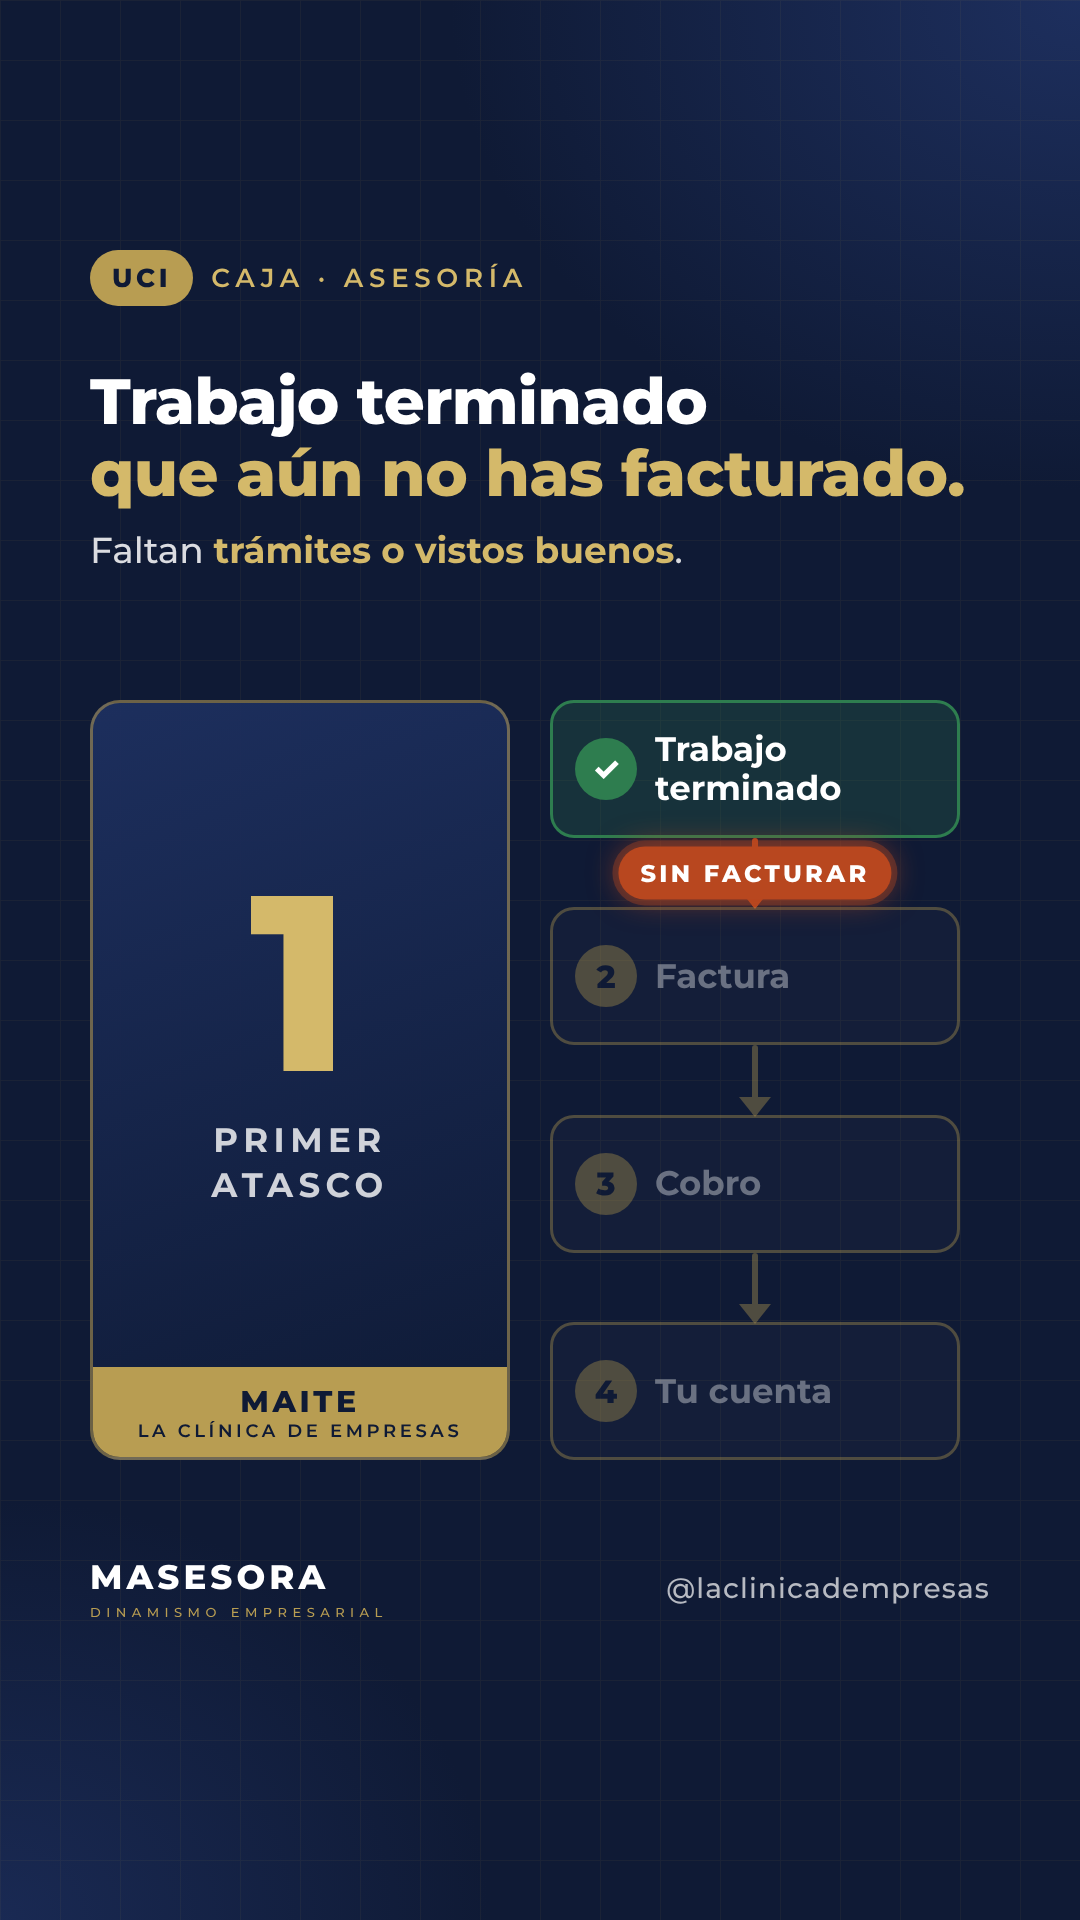 UCI CAJA · ASESORÍA
Trabajo terminado
que aún no has facturado.
Faltan trámites o vistos buenos.
1
PRIMER
ATASCO
MAITE
LA CLÍNICA DE EMPRESAS
Trabajo
terminado
SIN FACTURAR
2 Factura
3 Cobro
4 Tu cuenta
MASESORA
DINAMISMO EMPRESARIAL
@laclinicadempresas